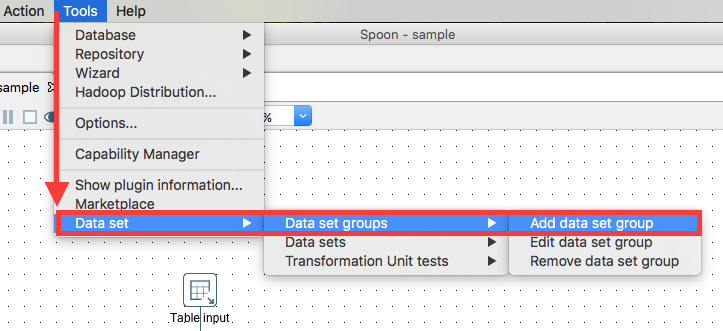 Action Tools Help
Spoon - sample
Database
Repository
Wizard
sample
Hadoop Distribution...
%
Options...
Capability Manager
Show plugin information...
Marketplace
Data set Data set groups Add data set group
Data sets Edit data set group
Transformation Unit tests Remove data set group
Table input